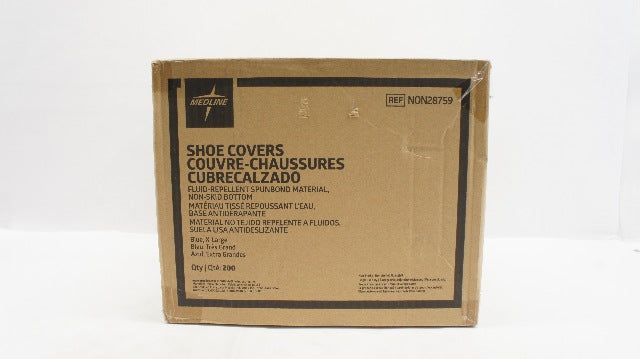 MEDLINE
REF NON28759
SHOE COVERS
COUVRE-CHAUSSURES
CUBRECALZADO
FLUID-REPELLENT SPUNBOND MATERIAL,
NON-SKID BOTTOM
MATÉRIAU TISSÉ REPOUSSANT L'EAU,
BASE ANTIDÉRAPANTE
MATERIAL NO TEJIDO REPELENTE A FLUIDOS.
SUELA LISA ANTIDESLIZANTE
Blue, X-Large
Bleu, Très Grand
Azul, Extra Grandes
Qty | Qté: 200